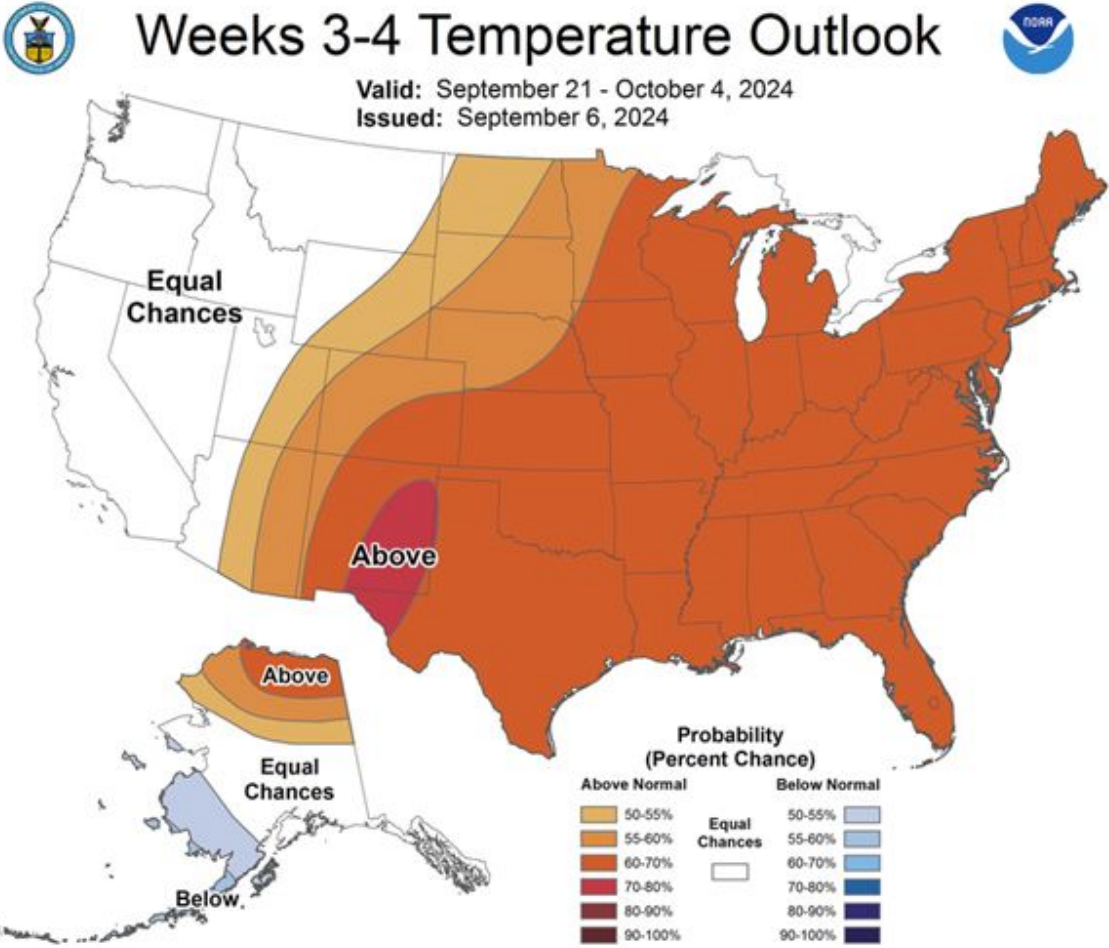 Weeks 3-4 Temperature Outlook
NOAA
Valid: September 21 - October 4, 2024
Issued: September 6, 2024
Equal
Chances
Above
Above
Equal
Chances
Below
Probability
(Percent Chance)
Above Normal
Below Normal
50-55%
55-60%
60-70%
70-80%
80-90%
90-100%
Equal
Chances
50-55%
55-60%
60-70%
70-80%
80-90%
90-100%